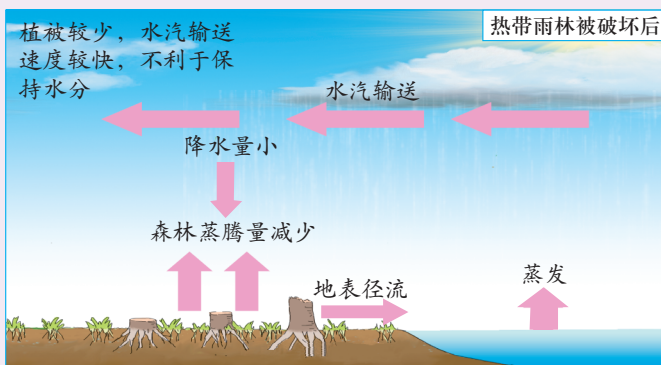 热带雨林被破坏后
植被较少，水汽输送
速度较快，不利于保
持水分
水汽输送
降水量小
森林蒸腾量减少
地表径流
蒸发